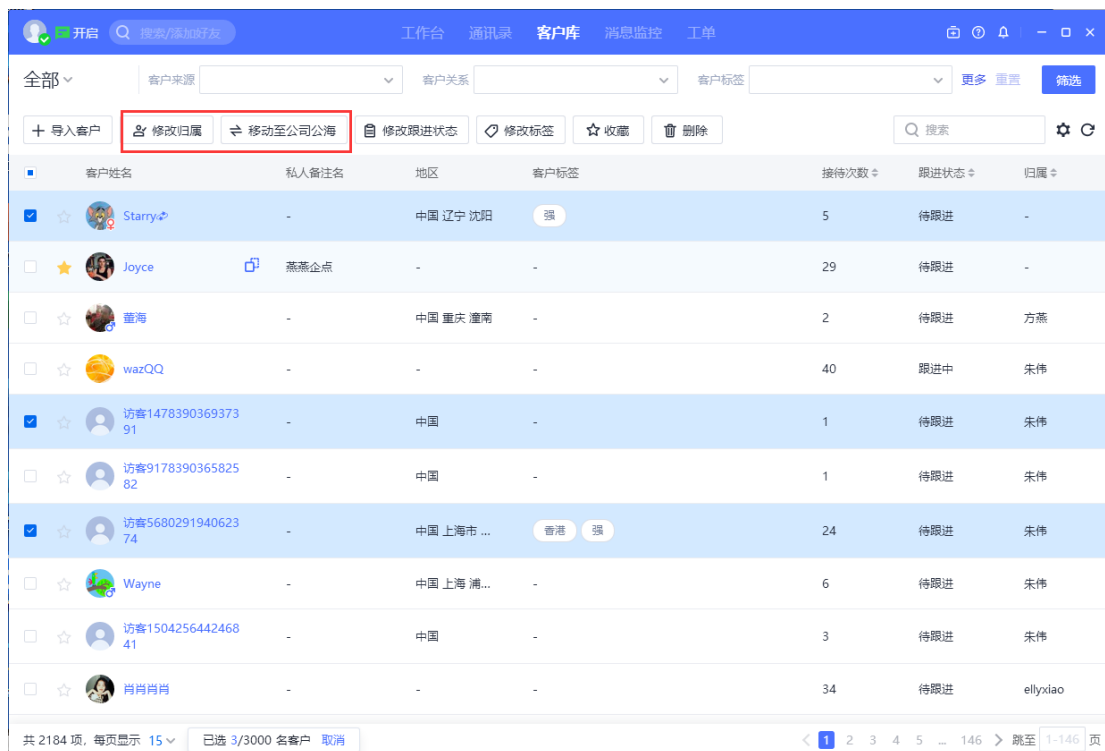 开启 搜索/添加好友 工作台 通讯录 客户库 消息监控 工单
全部 客户来源 客户关系 客户标签 更多 重置 筛选
导入客户 修改归属 移动至公司公海 修改跟进状态 修改标签 收藏 删除 搜索
客户姓名 私人备注名 地区 客户标签 接待次数 跟进状态 归属
Starry - 中国 辽宁 沈阳 强 5 待跟进 -
Joyce 燕燕企点 - - 29 待跟进 -
董海 - 中国 重庆 潼南 - 2 待跟进 方燕
wazQQ - - - 40 跟进中 朱伟
访客1478390369373
91 - 中国 - 1 待跟进 朱伟
访客9178390365825
82 - 中国 - 1 待跟进 朱伟
访客5680291940623
74 - 中国 上海市 ... 香港 强 24 待跟进 朱伟
Wayne - 中国 上海 浦... - 6 待跟进 朱伟
访客1504256442468
41 - 中国 - 3 待跟进 朱伟
肖肖肖肖 - - - 34 待跟进 ellyxiao
共 2184 项, 每页显示 15 已选 3/3000 名客户 取消 1 2 3 4 5 ... 146 跳至 1-146 页